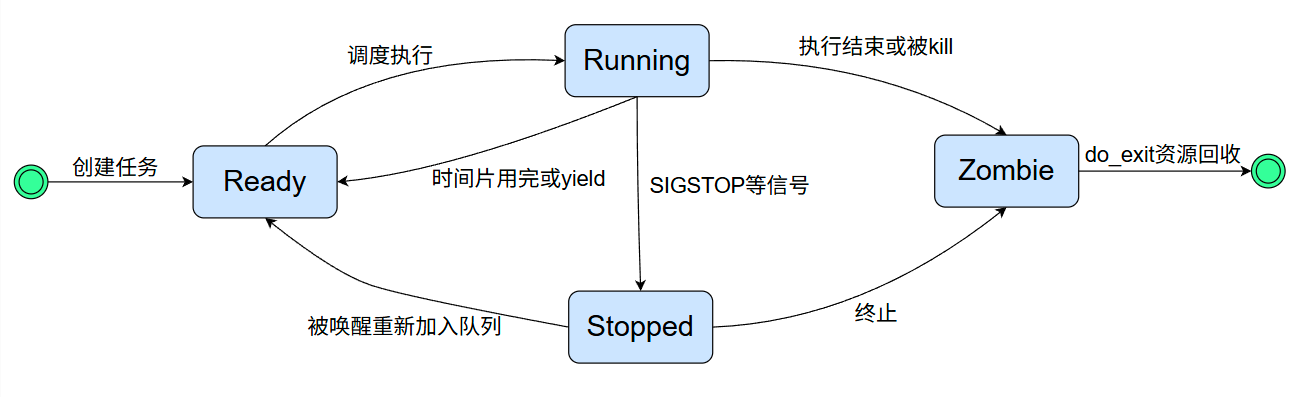 Running
调度执行
执行结束或被kill
创建任务
Ready
时间片用完或yield
SIGSTOP等信号
Zombie
do_exit资源回收
被唤醒重新加入队列
Stopped
终止